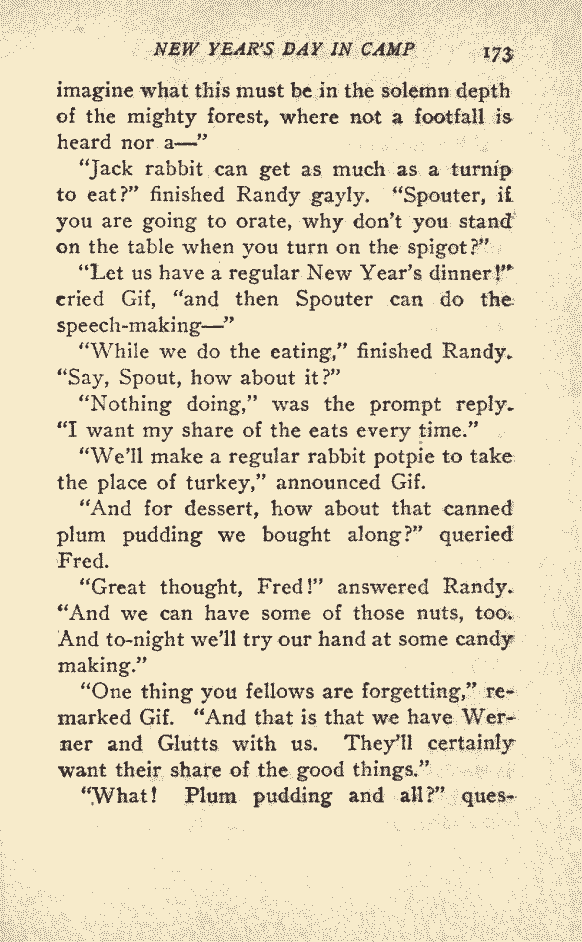 NEW YEAR'S DAY IN CAMP 173
imagine what this must be in the solemn depth
of the mighty forest, where not a footfall is
heard nor a—"
"Jack rabbit can get as much as a turnip
to eat?" finished Randy gayly. "Spouter, if
you are going to orate, why don't you stand
on the table when you turn on the spigot?"
"Let us have a regular New Year's dinner!"
cried Gif, "and then Spouter can do the
speech-making—"
"While we do the eating," finished Randy.
"Say, Spout, how about it?"
"Nothing doing," was the prompt reply.
"I want my share of the eats every time."
"We'll make a regular rabbit potpie to take
the place of turkey," announced Gif.
"And for dessert, how about that canned
plum pudding we bought along?" queried
Fred.
"Great thought, Fred!" answered Randy.
"And we can have some of those nuts, too.
And to-night we'll try our hand at some candy
making."
"One thing you fellows are forgetting," re-
marked Gif. "And that is that we have Wer-
ner and Glutts with us. They'll certainly
want their share of the good things."
"What! Plum pudding and all?" ques-